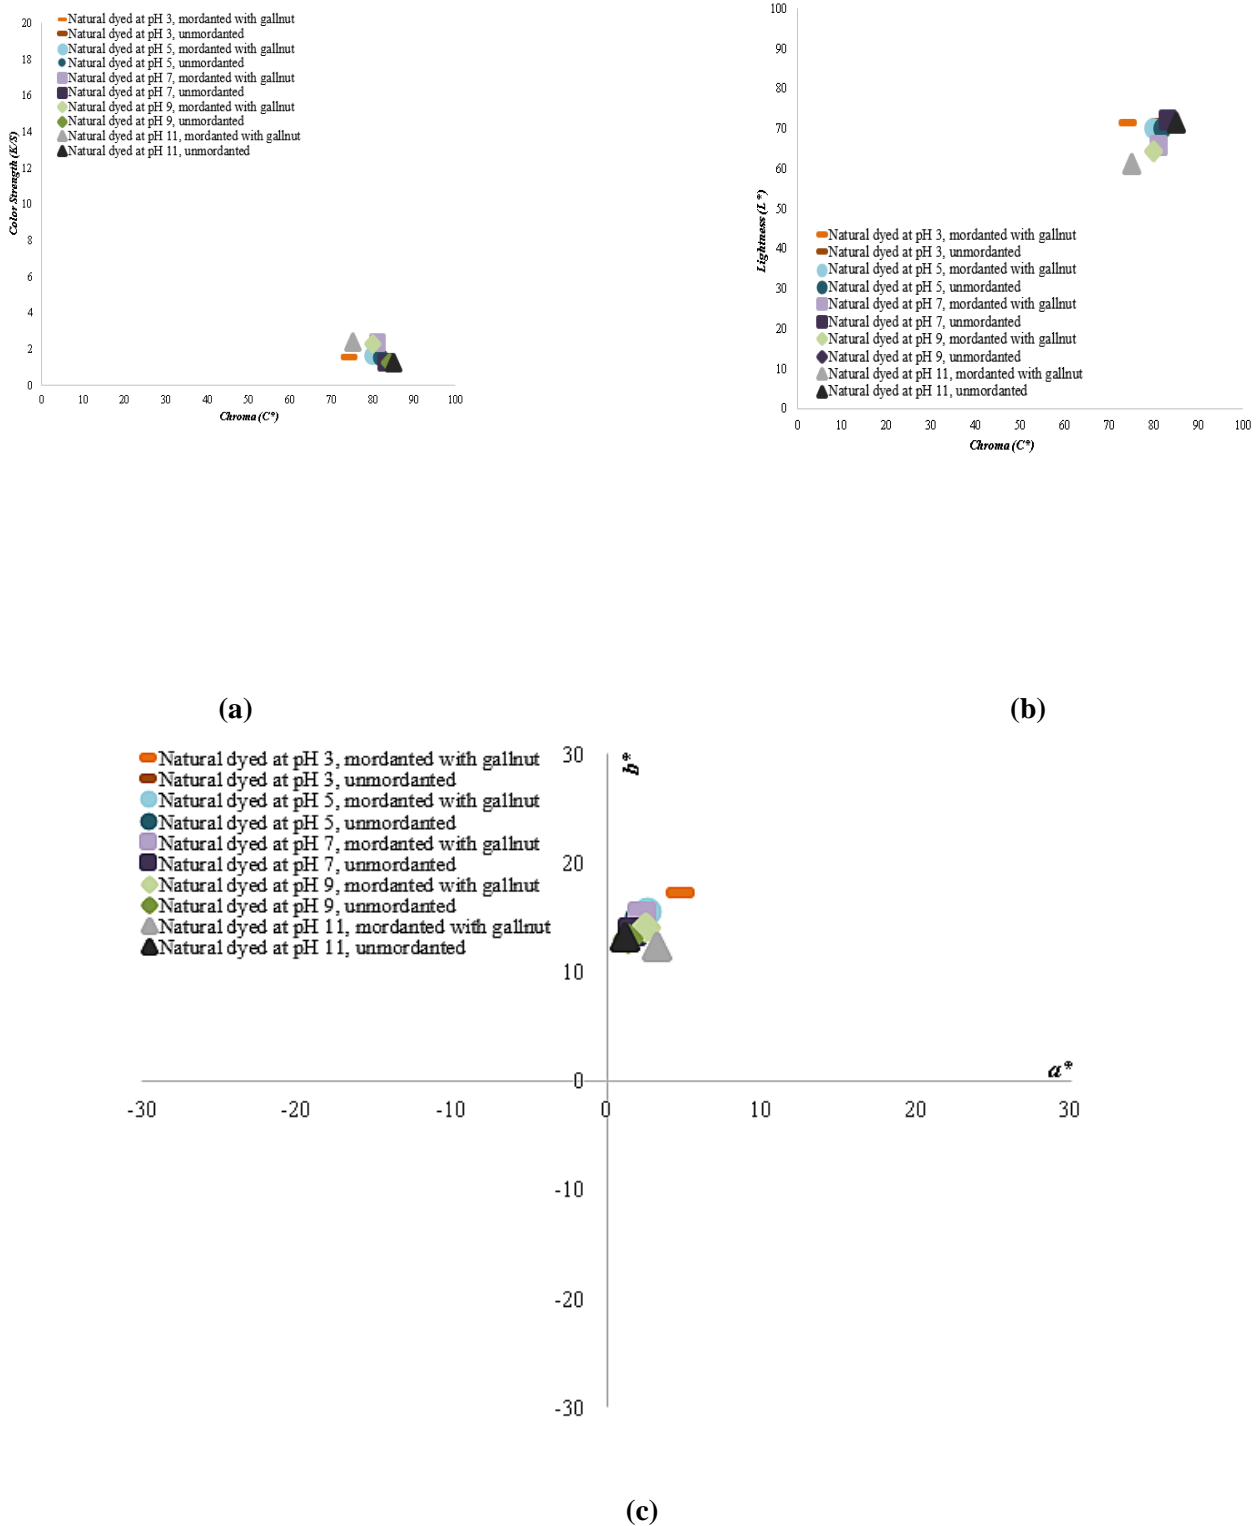 20
18
16
14
12
10
8
6
4
2
0
Color Strength (K/S)
Natural dyed at pH 3, mordanted with gallnut
Natural dyed at pH 3, unmordanted
Natural dyed at pH 5, mordanted with gallnut
Natural dyed at pH 5, unmordanted
Natural dyed at pH 7, mordanted with gallnut
Natural dyed at pH 7, unmordanted
Natural dyed at pH 9, mordanted with gallnut
Natural dyed at pH 9, unmordanted
Natural dyed at pH 11, mordanted with gallnut
Natural dyed at pH 11, unmordanted
0 10 20 30 40 50 60 70 80 90 100
Chroma (C*)
(a)
100
90
80
70
60
50
40
30
20
10
0
Lightness (L*)
Natural dyed at pH 3, mordanted with gallnut
Natural dyed at pH 3, unmordanted
Natural dyed at pH 5, mordanted with gallnut
Natural dyed at pH 5, unmordanted
Natural dyed at pH 7, mordanted with gallnut
Natural dyed at pH 7, unmordanted
Natural dyed at pH 9, mordanted with gallnut
Natural dyed at pH 9, unmordanted
Natural dyed at pH 11, mordanted with gallnut
Natural dyed at pH 11, unmordanted
0 10 20 30 40 50 60 70 80 90 100
Chroma (C*)
(b)
Natural dyed at pH 3, mordanted with gallnut
Natural dyed at pH 3, unmordanted
Natural dyed at pH 5, mordanted with gallnut
Natural dyed at pH 5, unmordanted
Natural dyed at pH 7, mordanted with gallnut
Natural dyed at pH 7, unmordanted
Natural dyed at pH 9, mordanted with gallnut
Natural dyed at pH 9, unmordanted
Natural dyed at pH 11, mordanted with gallnut
Natural dyed at pH 11, unmordanted
30
20
10
0
-10
-20
-30
b*
a*
-30 -20 -10 0 10 20 30
(c)